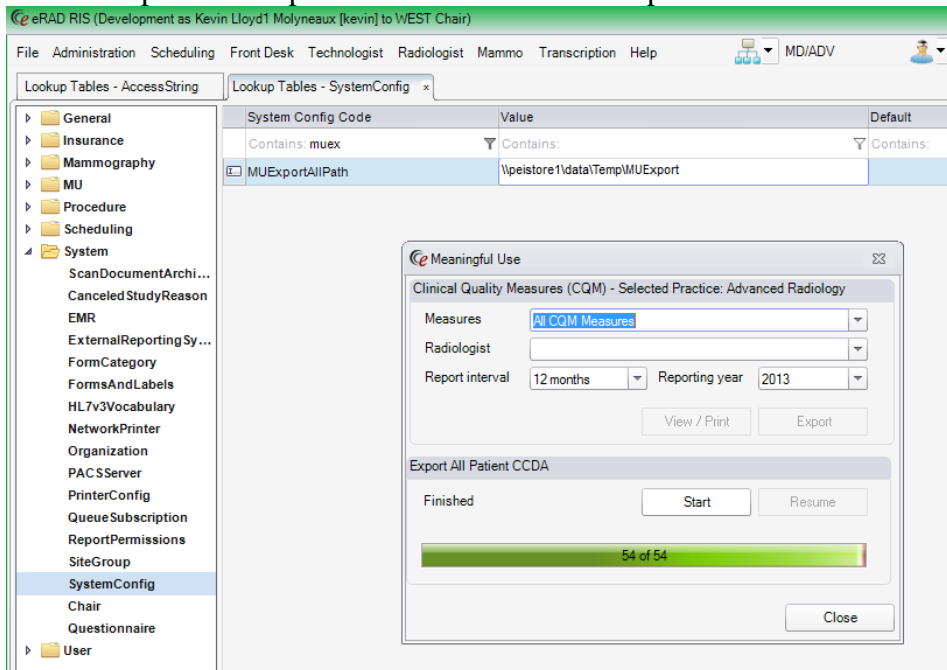 eRAD RIS (Development as Kevin Lloyd1 Molyneaux [kevin] to WEST Chair)
File Administration Scheduling Front Desk Technologist Radiologist Mammo Transcription Help MD/ADV
Lookup Tables - AccessString Lookup Tables - SystemConfig x
General
Insurance
Mammography
MU
Procedure
Scheduling
System
ScanDocumentArchi...
CanceledStudyReason
EMR
ExternalReportingSy...
FormCategory
FormsAndLabels
HL7v3Vocabulary
NetworkPrinter
Organization
PACSServer
PrinterConfig
QueueSubscription
ReportPermissions
SiteGroup
SystemConfig
Chair
Questionnaire
User
System Config Code Value Default
Contains: muex Contains: Contains:
MUExportAllPath \\peistore1\data\Temp\MUExport
Meaningful Use
Clinical Quality Measures (CQM) - Selected Practice: Advanced Radiology
Measures All CQM Measures
Radiologist
Report interval 12 months Reporting year 2013
View / Print Export
Export All Patient CCDA
Finished Start Resume
54 of 54
Close